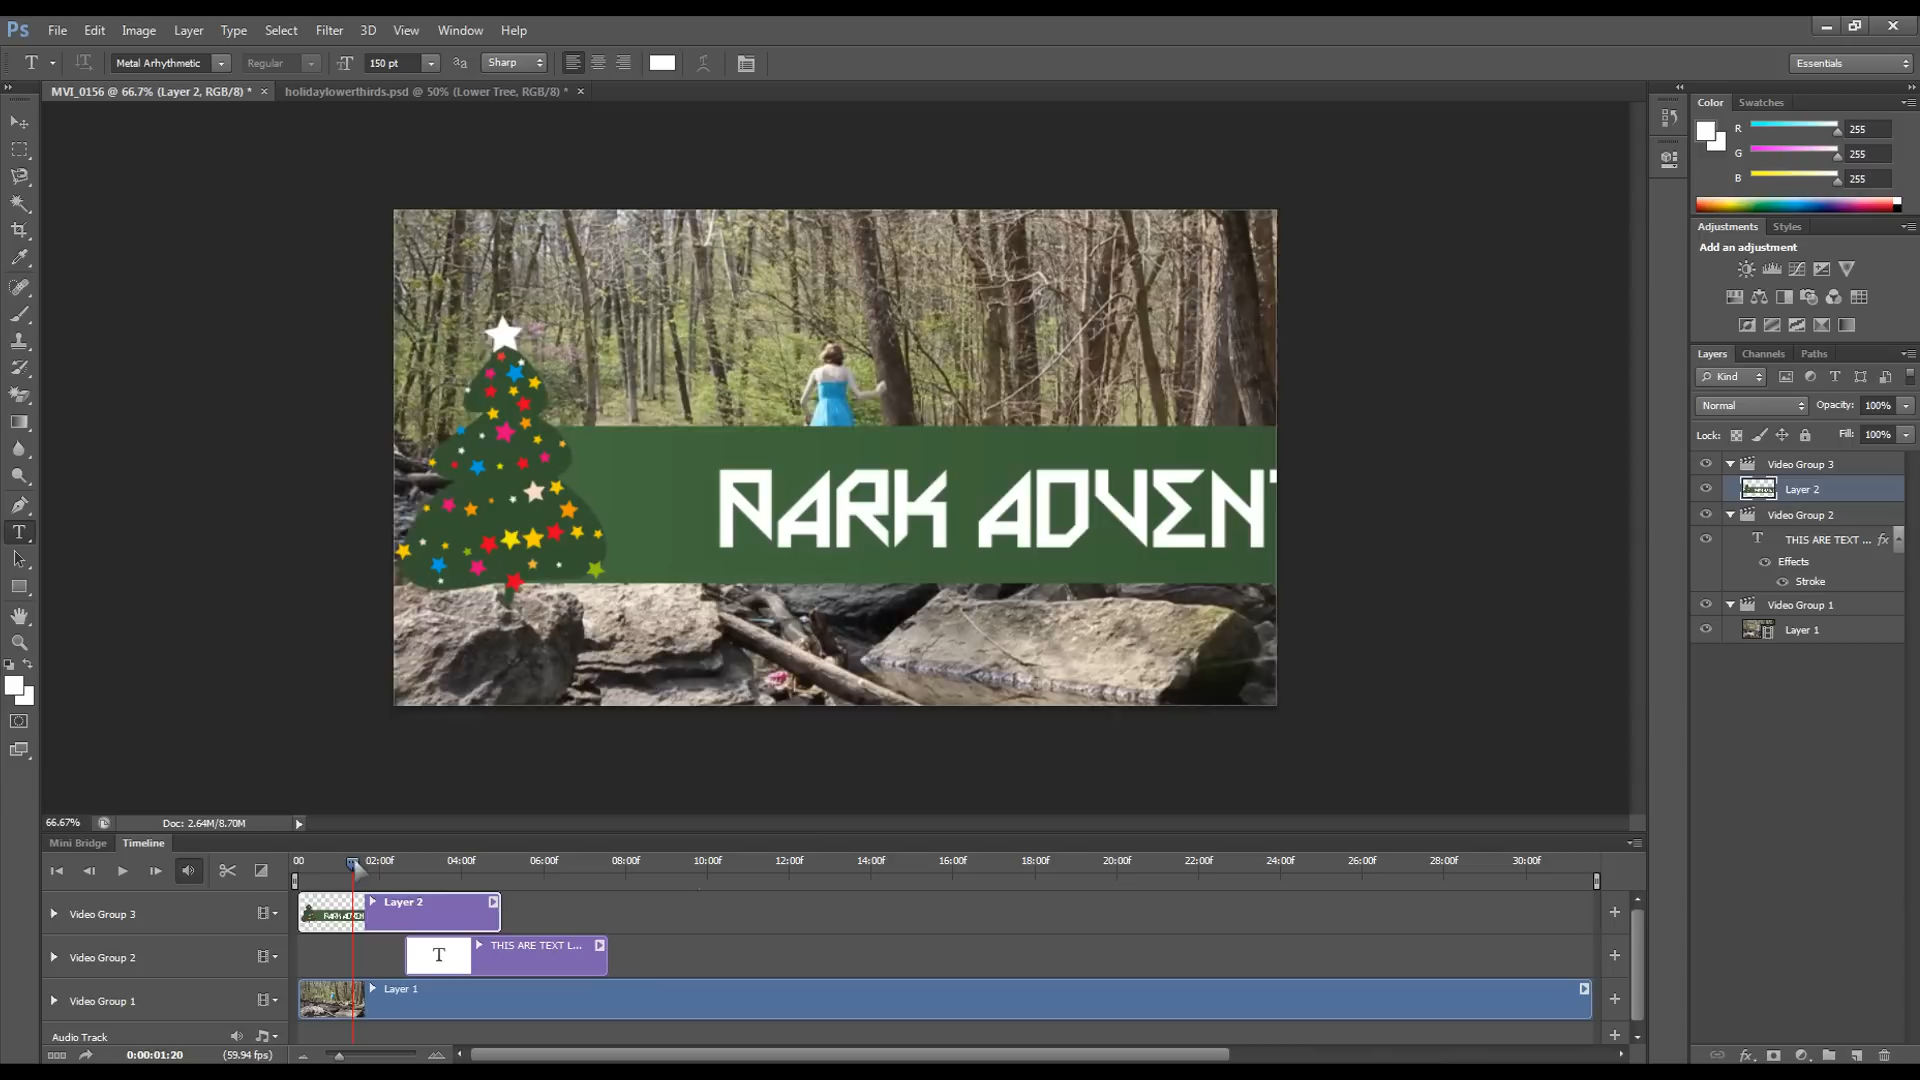 Ps File Edit Image Layer Type Select Filter 3D View Window Help
T Metal Arhythmetic Regular 150 pt Sharp Essentials
MVI_0156 @ 66.7% (Layer 2, RGB/8) * × holidaylowerthirds.psd @ 50% (Lower Tree, RGB/8) * ×
Color Swatches
R 255
G 255
B 255
Adjustments Styles
Add an adjustment
Layers Channels Paths
Kind
Normal Opacity: 100%
Lock: Fill: 100%
Video Group 3
Layer 2
Video Group 2
T THIS ARE TEXT ... fx
Effects
Stroke
Video Group 1
Layer 1
PARK ADVENT
66.67% Doc: 2.64M/8.70M
Mini Bridge Timeline
00 02:00f 04:00f 06:00f 08:00f 10:00f 12:00f 14:00f 16:00f 18:00f 20:00f 22:00f 24:00f 26:00f 28:00f 30:00f
Video Group 3 Layer 2
Video Group 2 T THIS ARE TEXT L...
Video Group 1 Layer 1
Audio Track
0:00:01:20 (59.94 fps)